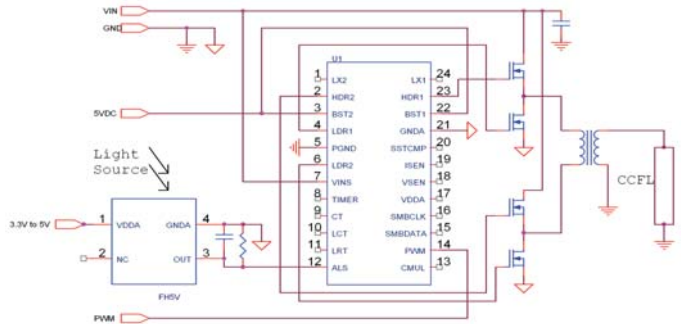 VIN
GND
U1
1 LX2 LX1 24
2 HDR2 HDR1 23
5VDC 3 BST2 BST1 22
4 LDR1 GNDA 21
5 PGND SSTCMP 20
6 LDR2 ISEN 19
7 VINS VSEN 18
8 TIMER VDDA 17
9 CT SMBCLK 16
10 LCT SMBDATA 15
11 LRT PWM 14
12 ALS CMUL 13
CCFL
Light
Source
3.3V to 5V 1 VDDA GNDA 4
2 NC OUT 3
FH5V
PWM